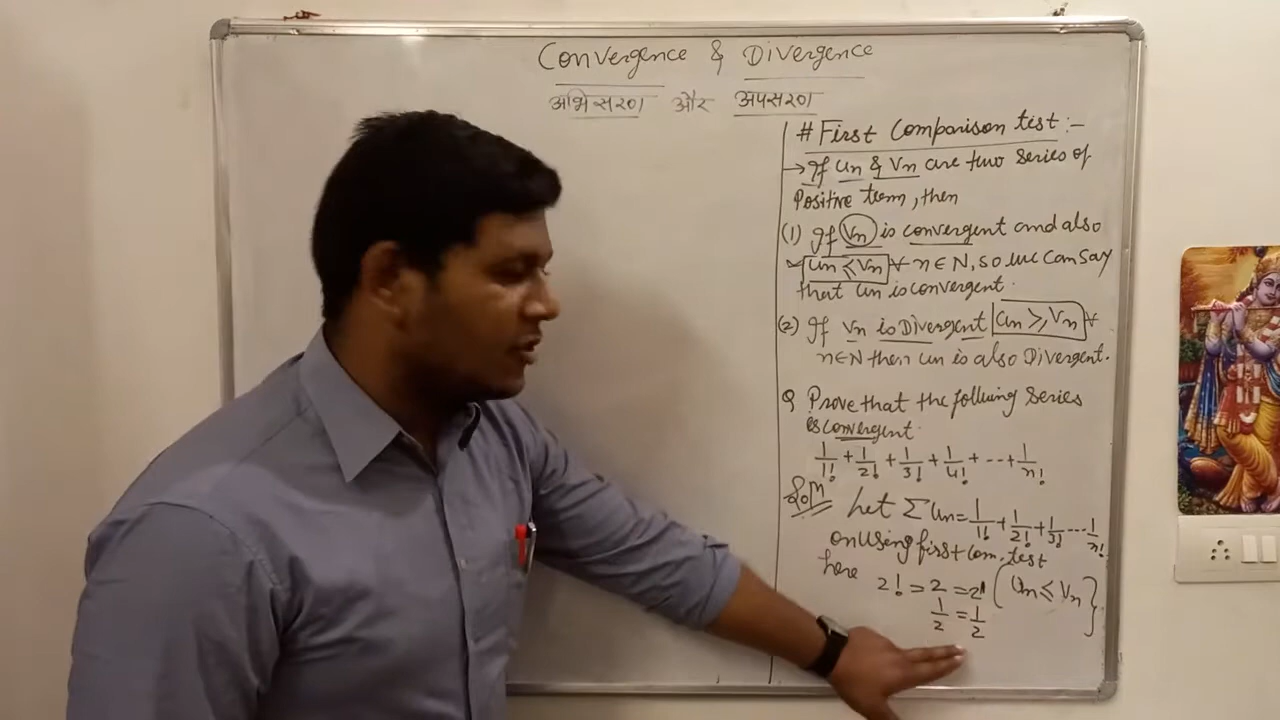 Convergence & Divergence
अभिसरण और अपसरण
# First Comparison test :-
→ If un & Vn are two series of
Positive term, then
(1) If Vn is convergent and also
un ≤ Vn ∀ n ∈ N, so we can say
that un is convergent.
(2) If Vn is Divergent un ≥ Vn ∀
n ∈ N then un is also Divergent.
Q Prove that the following series
is convergent.
1/1! + 1/2! + 1/3! + 1/4! + --- + 1/n!
Soln Let Σ un = 1/1! + 1/2! + 1/3! --- 1/n!
on using first com. test
here 2! = 2 = 2¹ { Un ≤ Vn }
1/2 = 1/2